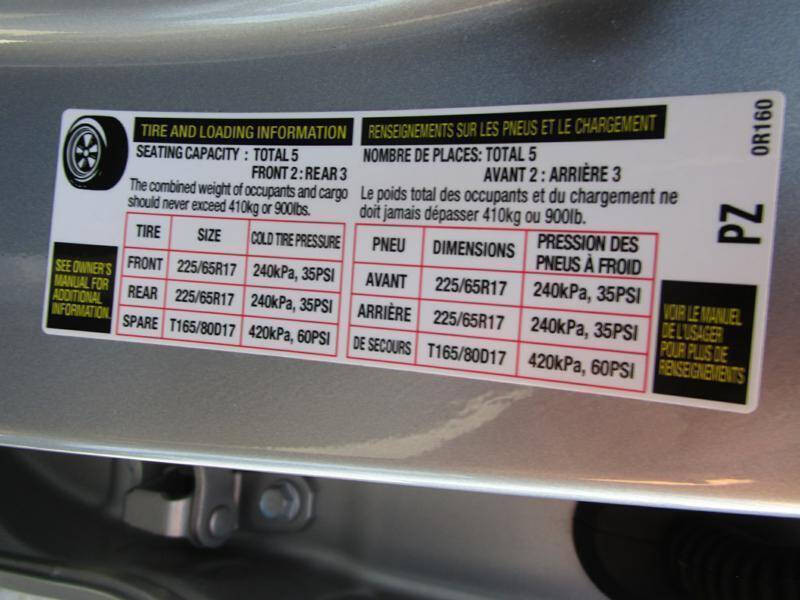 TIRE AND LOADING INFORMATION
SEATING CAPACITY : TOTAL 5
FRONT 2 : REAR 3
The combined weight of occupants and cargo
should never exceed 410kg or 900lbs.
TIRE SIZE COLD TIRE PRESSURE
FRONT 225/65R17 240kPa, 35PSI
REAR 225/65R17 240kPa, 35PSI
SPARE T165/80D17 420kPa, 60PSI
SEE OWNER'S
MANUAL FOR
ADDITIONAL
INFORMATION.
RENSEIGNEMENTS SUR LES PNEUS ET LE CHARGEMENT
NOMBRE DE PLACES: TOTAL 5
AVANT 2 : ARRIÈRE 3
Le poids total des occupants et du chargement ne
doit jamais dépasser 410kg ou 900lb.
PNEU DIMENSIONS PRESSION DES
PNEUS À FROID
AVANT 225/65R17 240kPa, 35PSI
ARRIÈRE 225/65R17 240kPa, 35PSI
DE SECOURS T165/80D17 420kPa, 60PSI
VOIR LE MANUEL
DE L'USAGER
POUR PLUS DE
RENSEIGNEMENTS
PZ
0R160